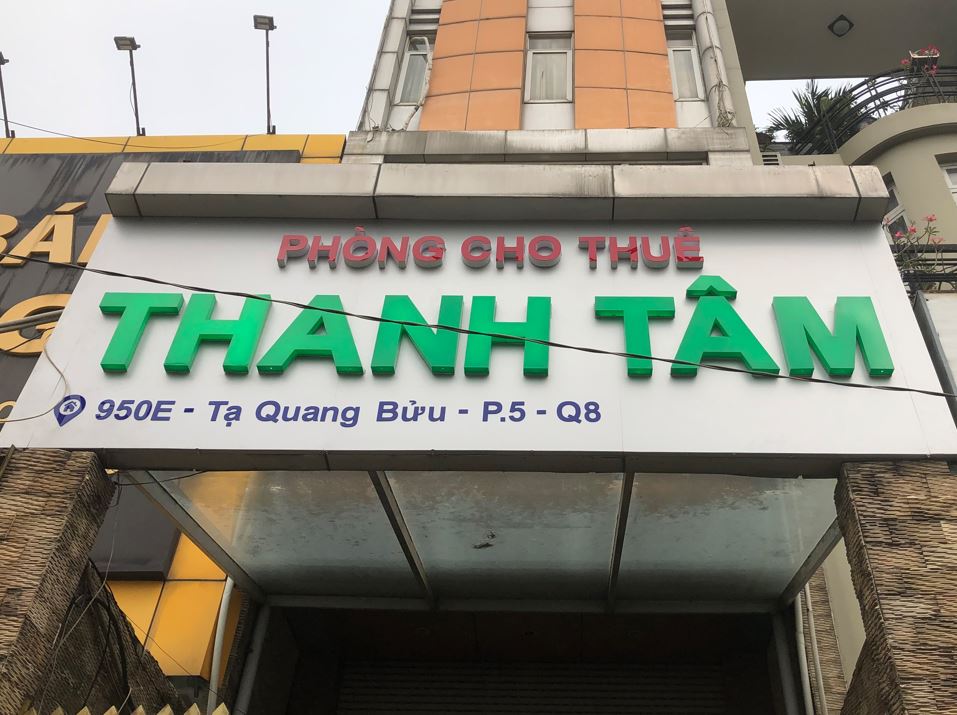 PHÒNG CHO THUÊ
THANH TÂM
950E - Tạ Quang Bửu - P.5 - Q8